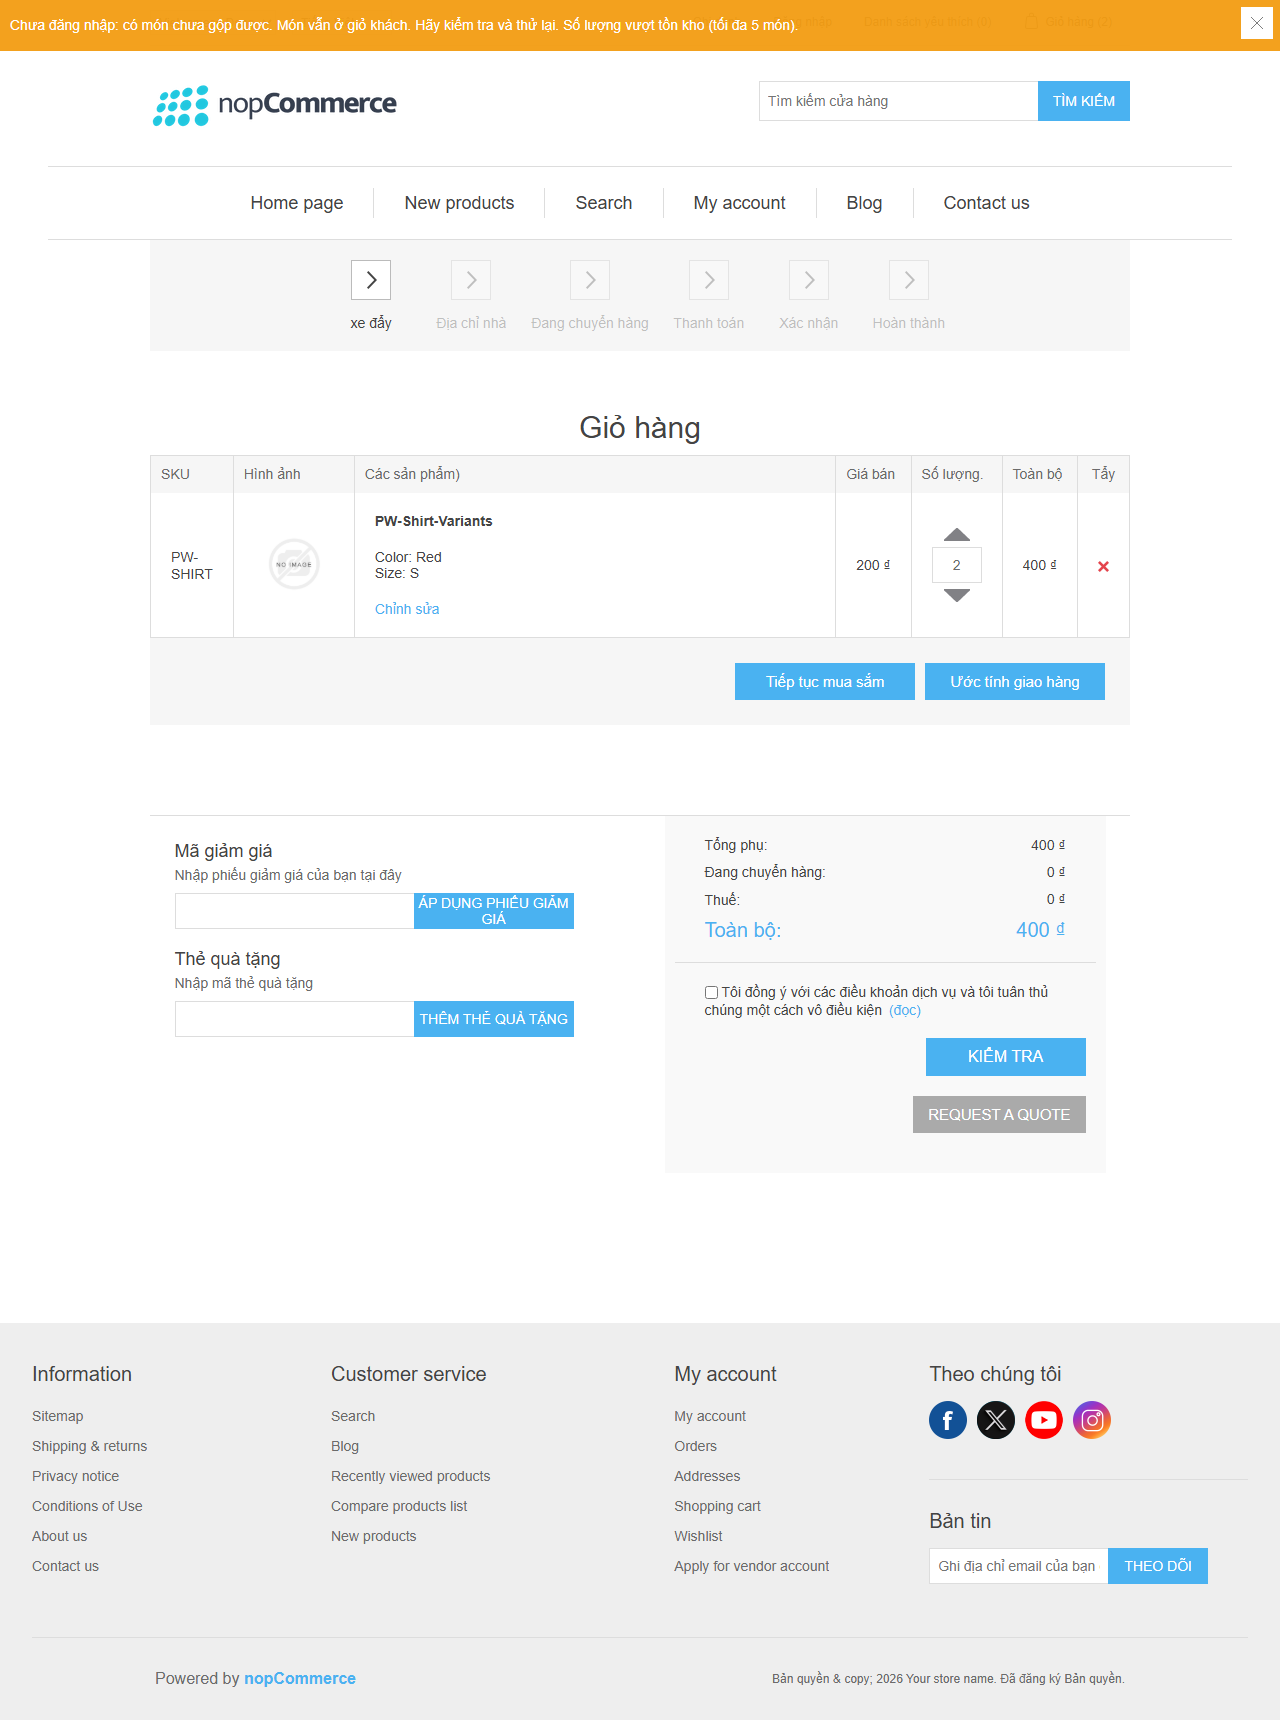 Chưa đăng nhập: có món chưa gộp được. Món vẫn ở giỏ khách. Hãy kiểm tra và thử lại. Số lượng vượt tồn kho (tối đa 5 món).
nopCommerce
Tìm kiếm cửa hàng
TÌM KIẾM
Home page
New products
Search
My account
Blog
Contact us
xe đẩy
Địa chỉ nhà
Đang chuyển hàng
Thanh toán
Xác nhận
Hoàn thành
Giỏ hàng
SKU Hình ảnh Các sản phẩm) Giá bán Số lượng. Toàn bộ Tẩy
PW-Shirt-Variants
PW-
SHIRT
NO IMAGE
Color: Red
Size: S
Chỉnh sửa
200 ₫
2
400 ₫
Tiếp tục mua sắm
Ước tính giao hàng
Mã giảm giá
Nhập phiếu giảm giá của bạn tại đây
ÁP DỤNG PHIẾU GIẢM
GIÁ
Thẻ quà tặng
Nhập mã thẻ quà tặng
THÊM THẺ QUÀ TẶNG
Tổng phụ: 400 ₫
Đang chuyển hàng: 0 ₫
Thuế: 0 ₫
Toàn bộ: 400 ₫
Tôi đồng ý với các điều khoản dịch vụ và tôi tuân thủ
chúng một cách vô điều kiện (đọc)
KIỂM TRA
REQUEST A QUOTE
Information
Sitemap
Shipping & returns
Privacy notice
Conditions of Use
About us
Contact us
Customer service
Search
Blog
Recently viewed products
Compare products list
New products
My account
My account
Orders
Addresses
Shopping cart
Wishlist
Apply for vendor account
Theo chúng tôi
Bản tin
Ghi địa chỉ email của bạn
THEO DÕI
Powered by nopCommerce
Bản quyền & copy; 2026 Your store name. Đã đăng ký Bản quyền.